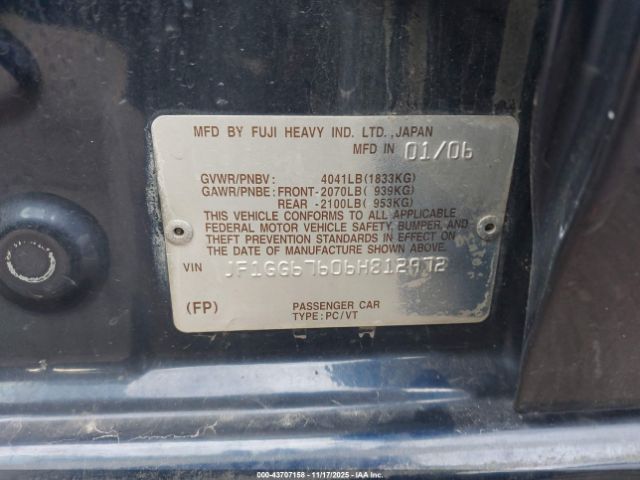 MFD BY FUJI HEAVY IND. LTD., JAPAN
MFD IN 01/06
GVWR/PNBV: 4041LB(1833KG)
GAWR/PNBE: FRONT-2070LB( 939KG)
REAR -2100LB( 953KG)
THIS VEHICLE CONFORMS TO ALL APPLICABLE
FEDERAL MOTOR VEHICLE SAFETY, BUMPER, AND
THEFT PREVENTION STANDARDS IN EFFECT ON
THE DATE OF MANUFACTURE SHOWN ABOVE.
VIN JF1GG67606H812972
(FP) PASSENGER CAR
TYPE: PC/VT
000-43707158 - 11/17/2025 - IAAI.com